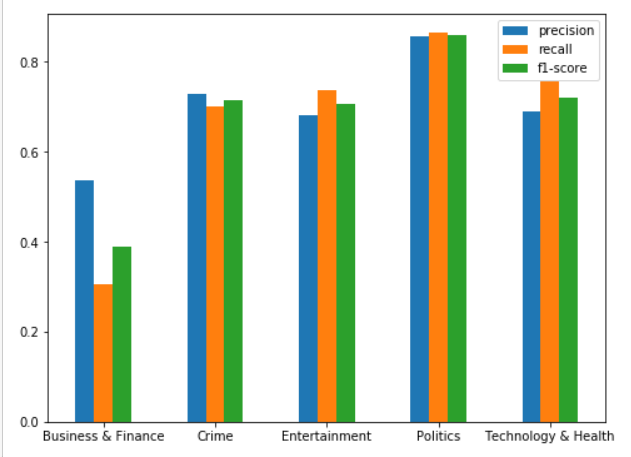 precision
recall
f1-score
0.8
0.6
0.4
0.2
0.0
Business & Finance Crime Entertainment Politics Technology & Health